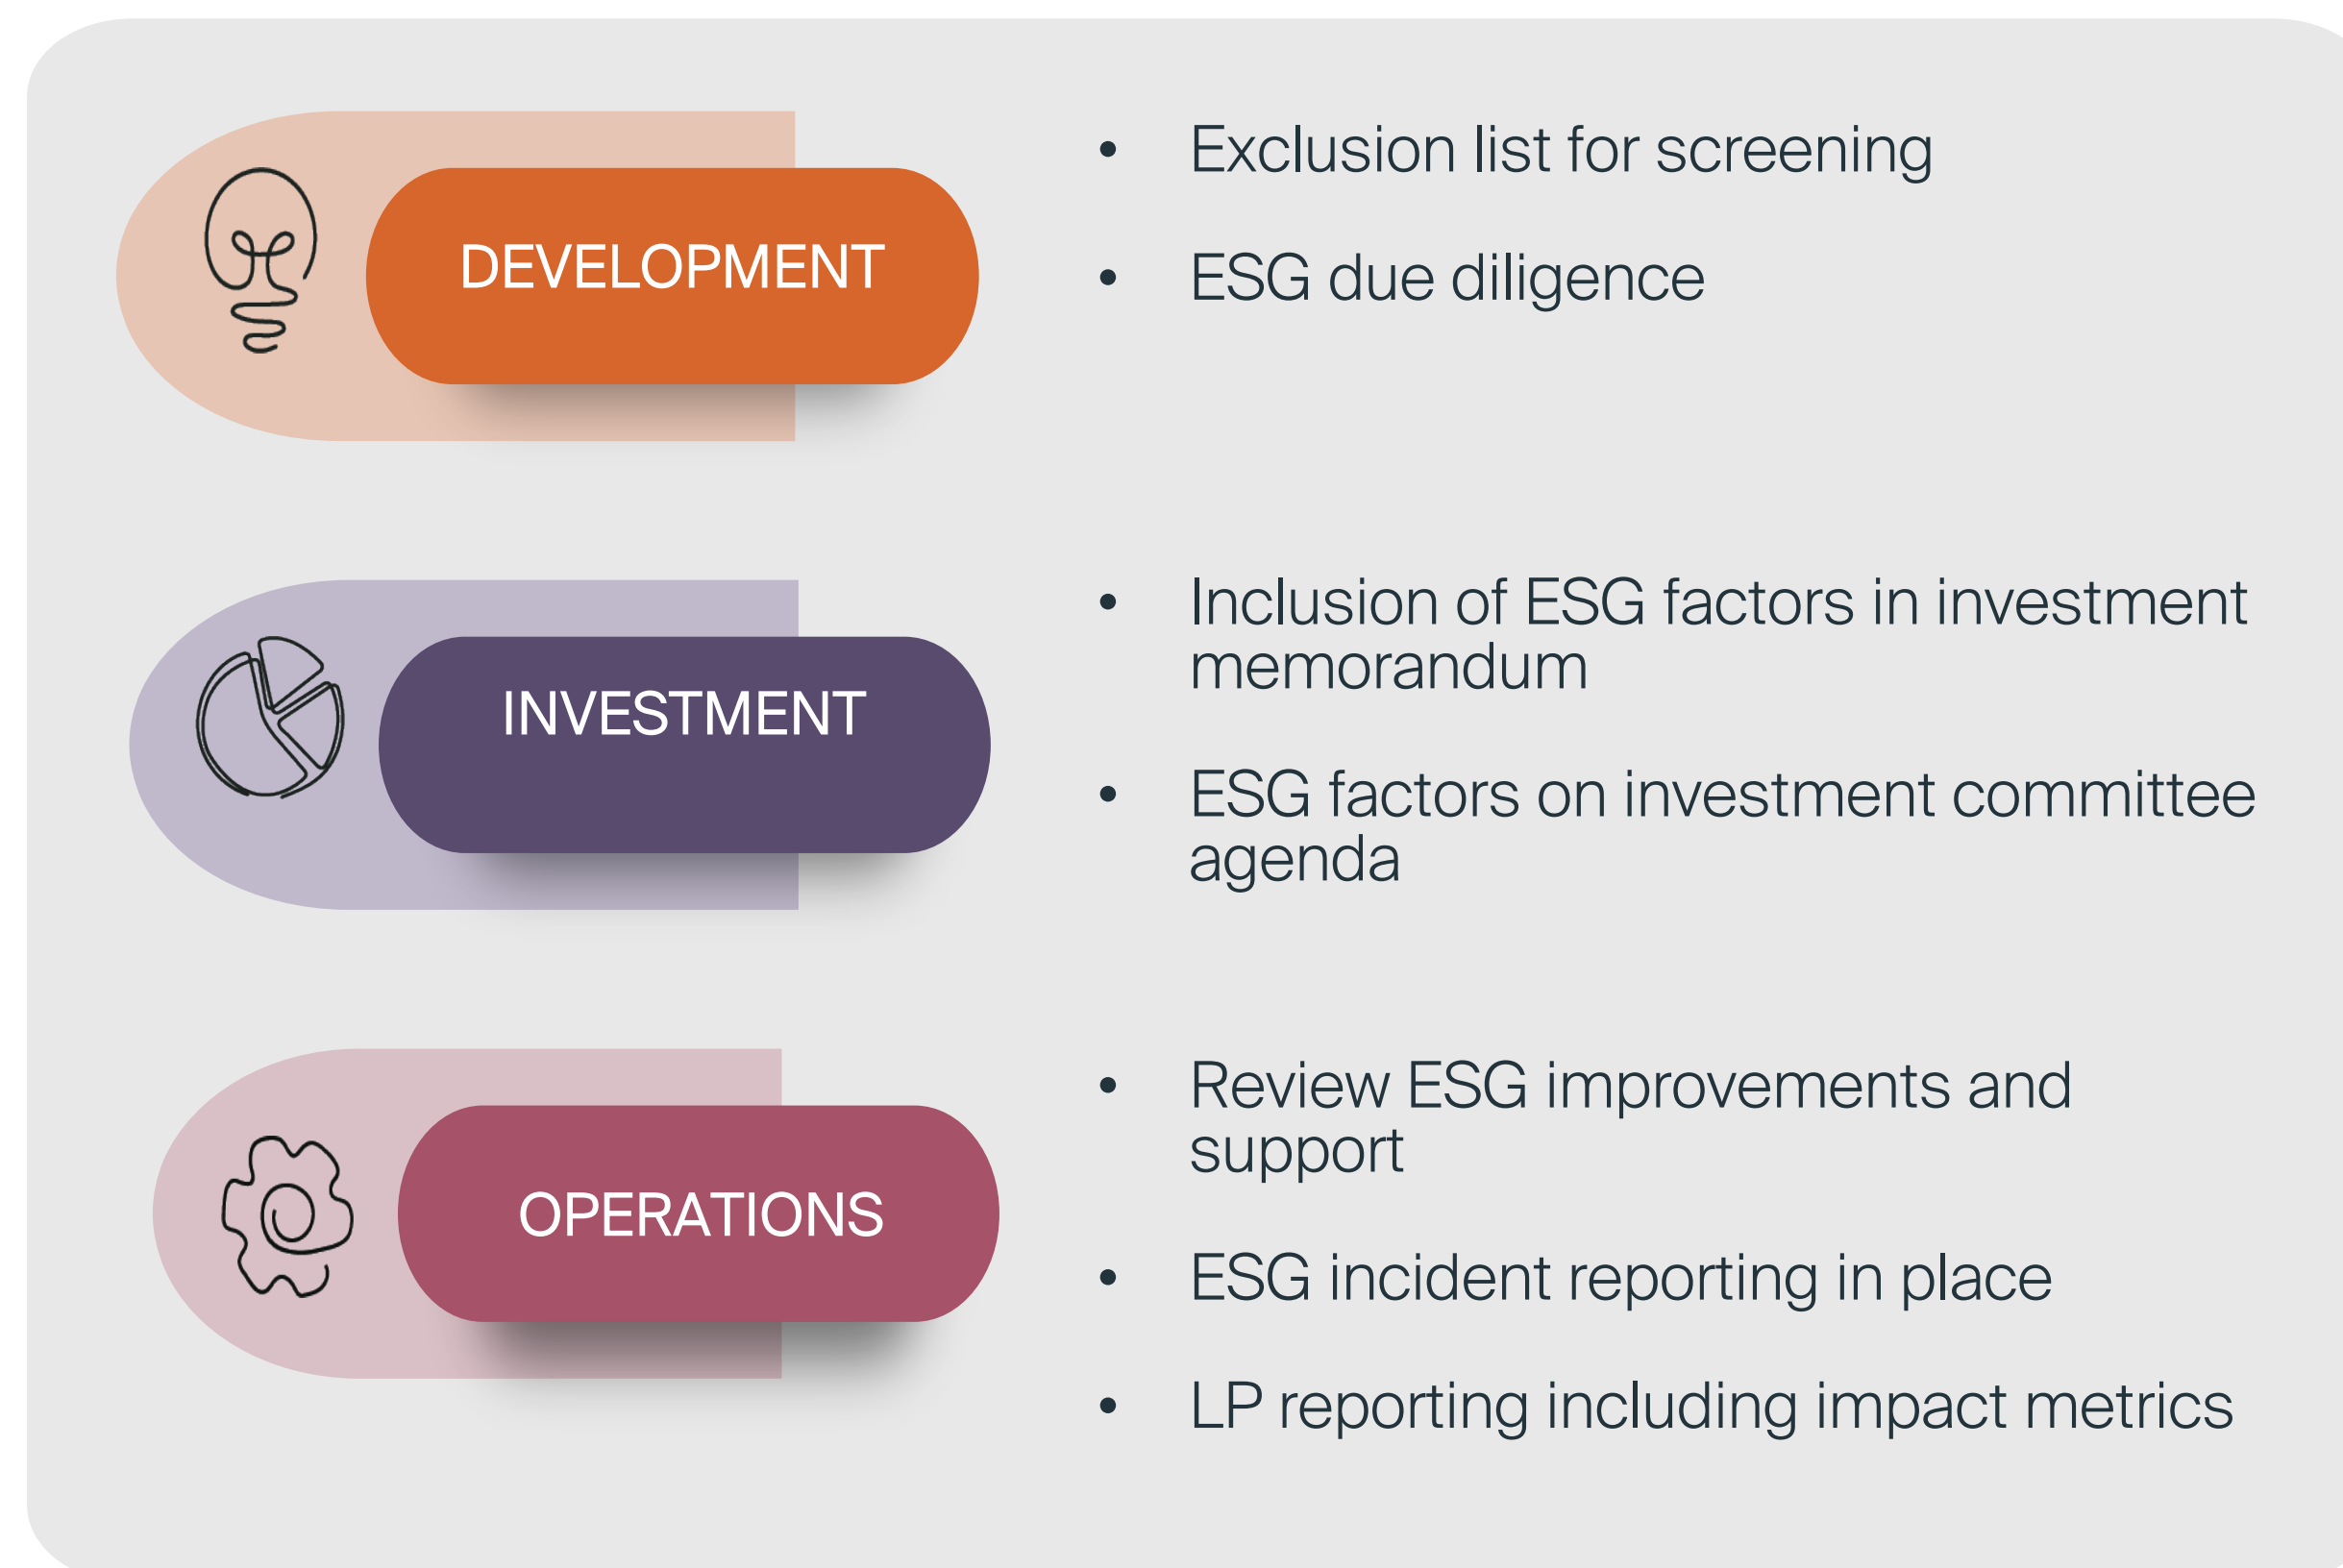 DEVELOPMENT
• Exclusion list for screening
• ESG due diligence
INVESTMENT
• Inclusion of ESG factors in investment
memorandum
• ESG factors on investment committee
agenda
OPERATIONS
• Review ESG improvements and
support
• ESG incident reporting in place
• LP reporting including impact metrics